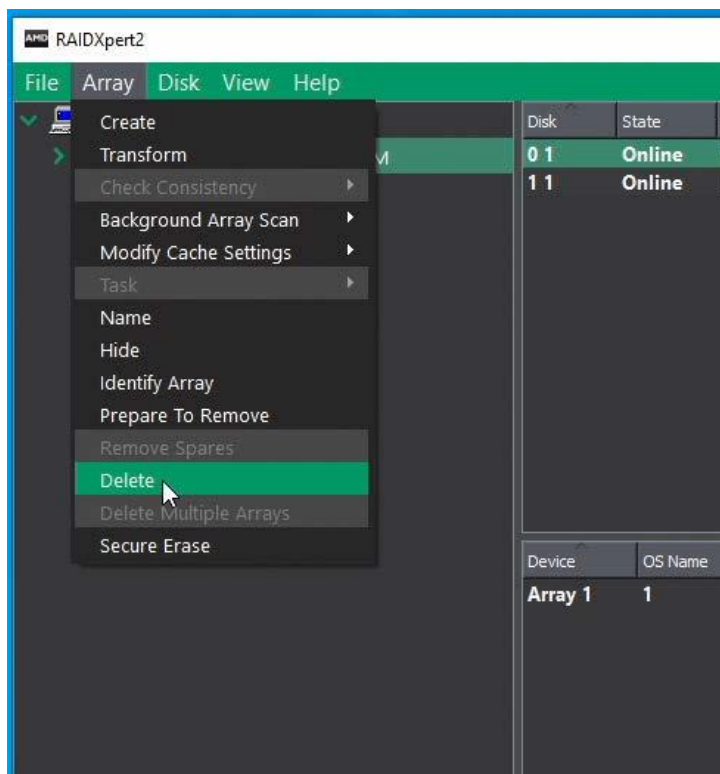 AMD RAIDXpert2
File Array Disk View Help
Create
Transform
Check Consistency
Background Array Scan
Modify Cache Settings
Task
Name
Hide
Identify Array
Prepare To Remove
Remove Spares
Delete
Delete Multiple Arrays
Secure Erase
Disk State
0 1 Online
1 1 Online
Device OS Name
Array 1 1